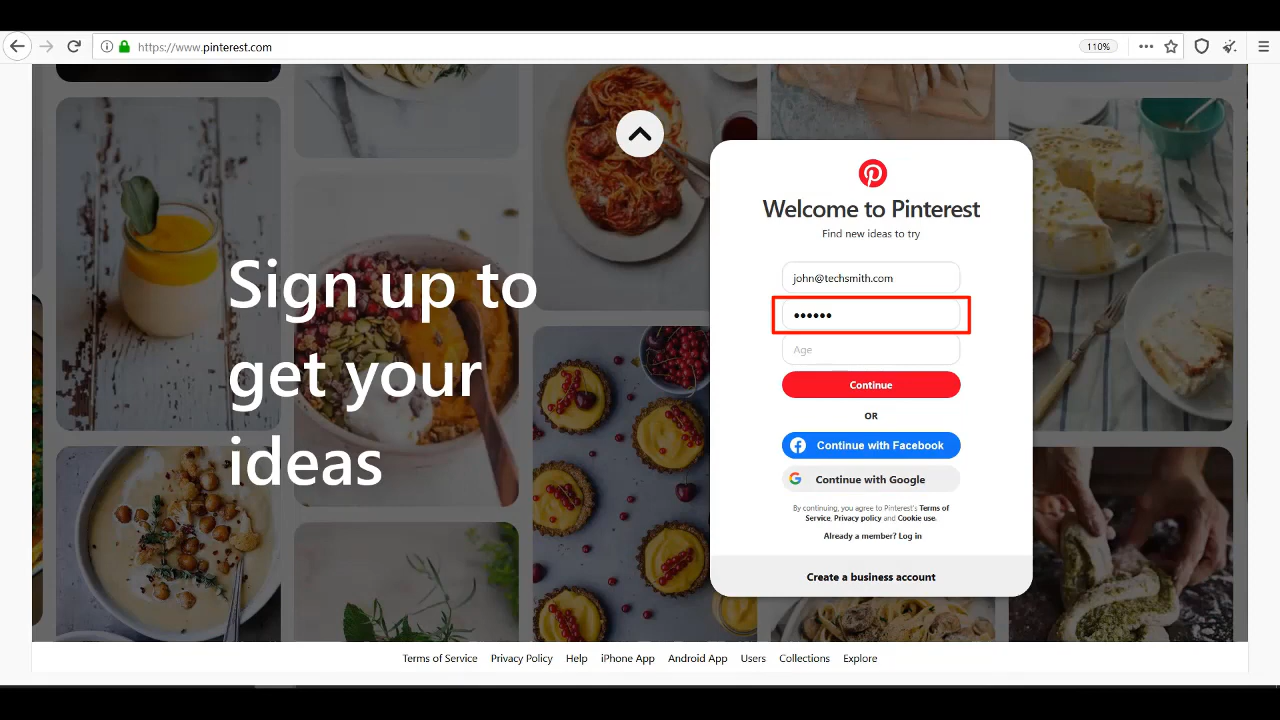 https://www.pinterest.com
110%
Sign up to
get your
ideas
Welcome to Pinterest
Find new ideas to try
john@techsmith.com
••••••
Age
Continue
OR
Continue with Facebook
Continue with Google
By continuing, you agree to Pinterest's Terms of
Service, Privacy policy and Cookie use.
Already a member? Log in
Create a business account
Terms of Service Privacy Policy Help iPhone App Android App Users Collections Explore